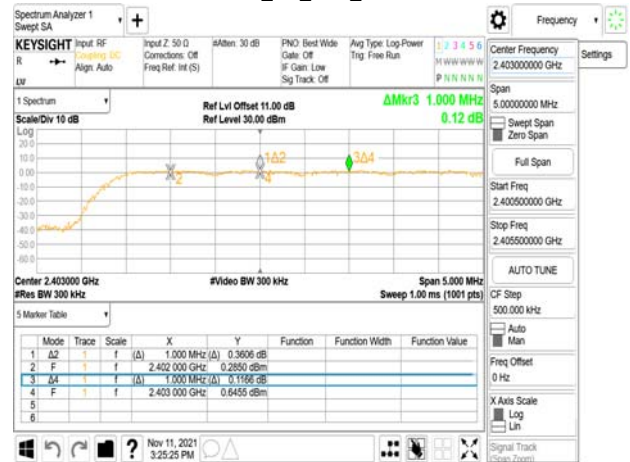 Spectrum Analyzer 1
Swept SA
Frequency
KEYSIGHT
R
LV
Input: RF
Coupling: DC
Align: Auto
Input Z: 50 Ω
Corrections: Off
Freq Ref: Int (S)
#Atten: 30 dB
PNO: Best Wide
Gate: Off
IF Gain: Low
Sig Track: Off
Avg Type: Log-Power
Trig: Free Run
1 2 3 4 5 6
M W W W W W
P N N N N N
1 Spectrum
Scale/Div 10 dB
Log
Ref Lvl Offset 11.00 dB
Ref Level 30.00 dBm
ΔMkr3 1.000 MHz
0.12 dB
20.0
10.0
0.00
-10.0
-20.0
-30.0
-40.0
-50.0
-60.0
2
1Δ2
4
3Δ4
Center 2.403000 GHz
#Res BW 300 kHz
#Video BW 300 kHz
Span 5.000 MHz
Sweep 1.00 ms (1001 pts)
5 Marker Table
Mode Trace Scale X Y Function Function Width Function Value
1 Δ2 1 f (Δ) 1.000 MHz (Δ) 0.3606 dB
2 F 1 f 2.402 000 GHz 0.2850 dBm
3 Δ4 1 f (Δ) 1.000 MHz (Δ) 0.1166 dB
4 F 1 f 2.403 000 GHz 0.6455 dBm
5
6
Nov 11, 2021
3:25:25 PM
Center Frequency
2.403000000 GHz
Settings
Span
5.00000000 MHz
Swept Span
Zero Span
Full Span
Start Freq
2.400500000 GHz
Stop Freq
2.405500000 GHz
AUTO TUNE
CF Step
500.000 kHz
Auto
Man
Freq Offset
0 Hz
X Axis Scale
Log
Lin
Signal Track
(Span Zoom)